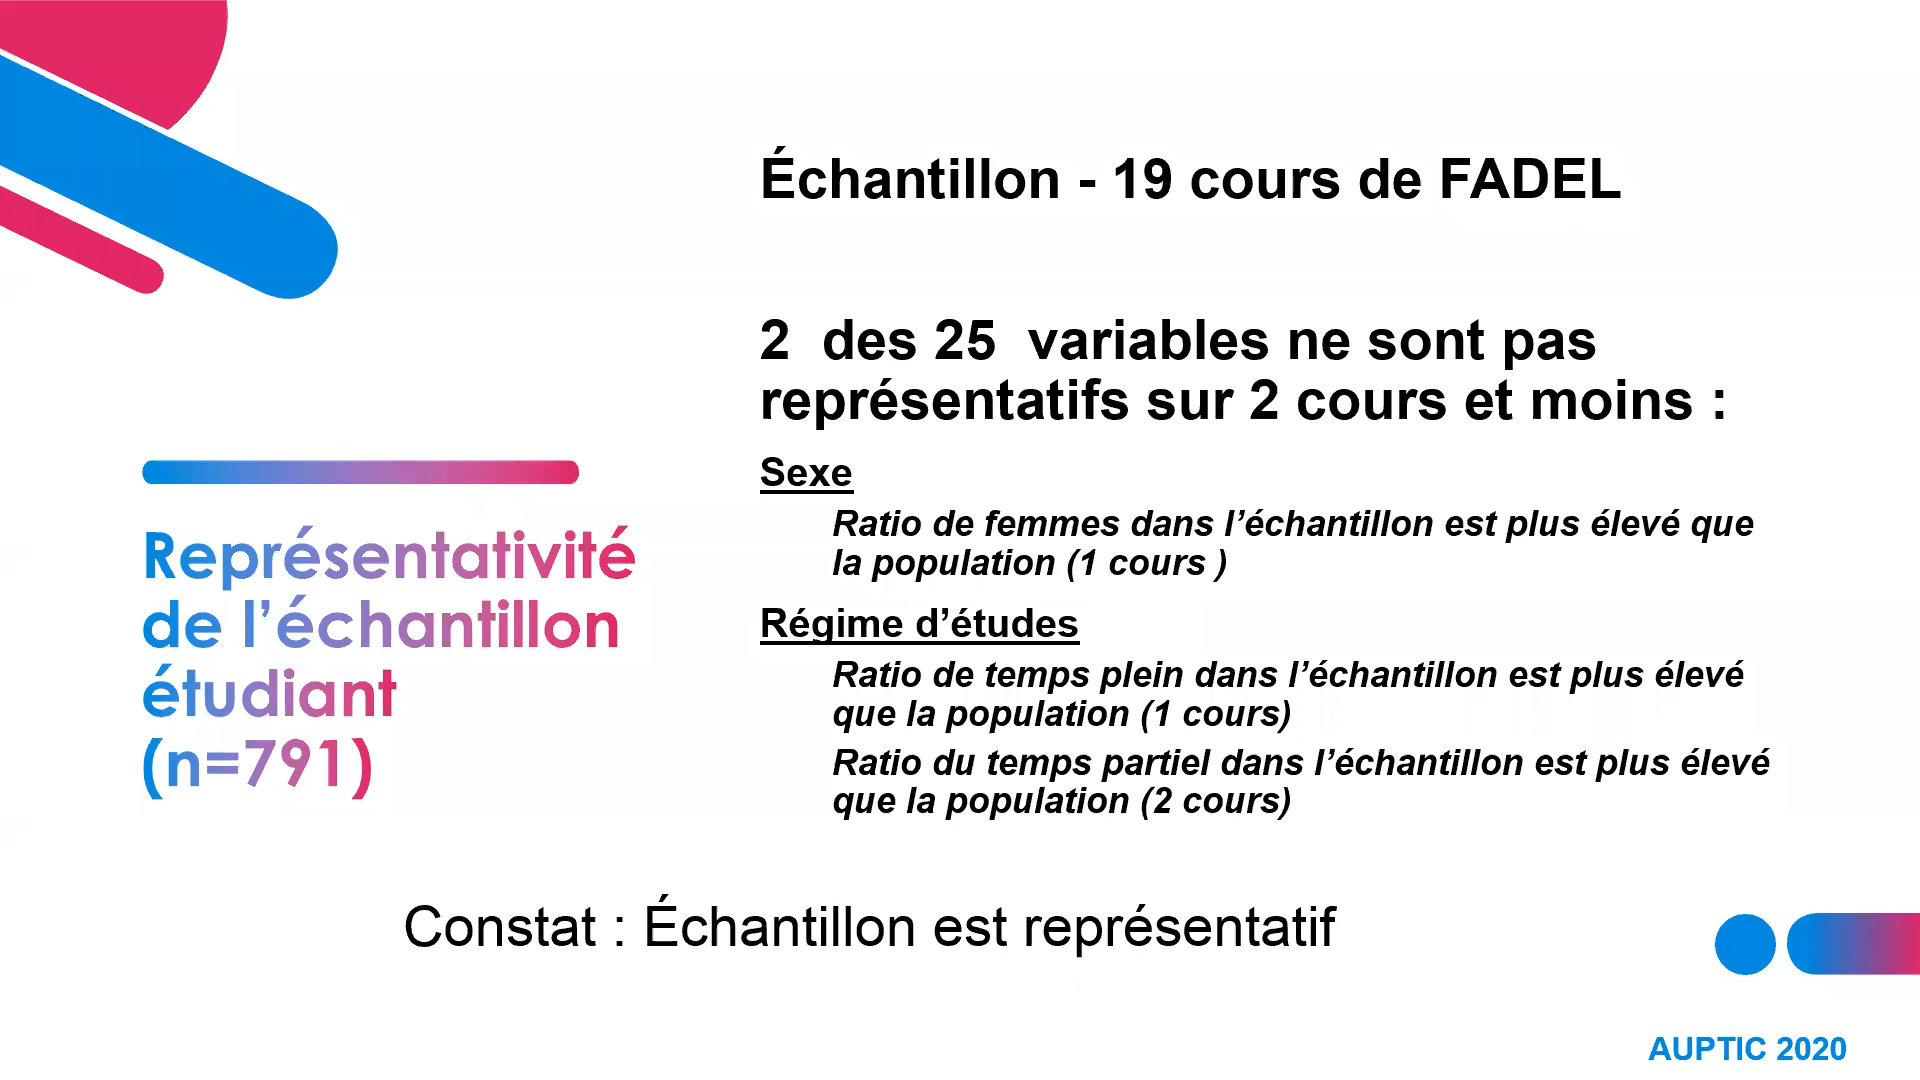 Représentativité
de l’échantillon
étudiant
(n=791)
Échantillon - 19 cours de FADEL
2 des 25 variables ne sont pas
représentatifs sur 2 cours et moins :
Sexe
Ratio de femmes dans l’échantillon est plus élevé que
la population (1 cours )
Régime d’études
Ratio de temps plein dans l’échantillon est plus élevé
que la population (1 cours)
Ratio du temps partiel dans l’échantillon est plus élevé
que la population (2 cours)
Constat : Échantillon est représentatif
AUPTIC 2020